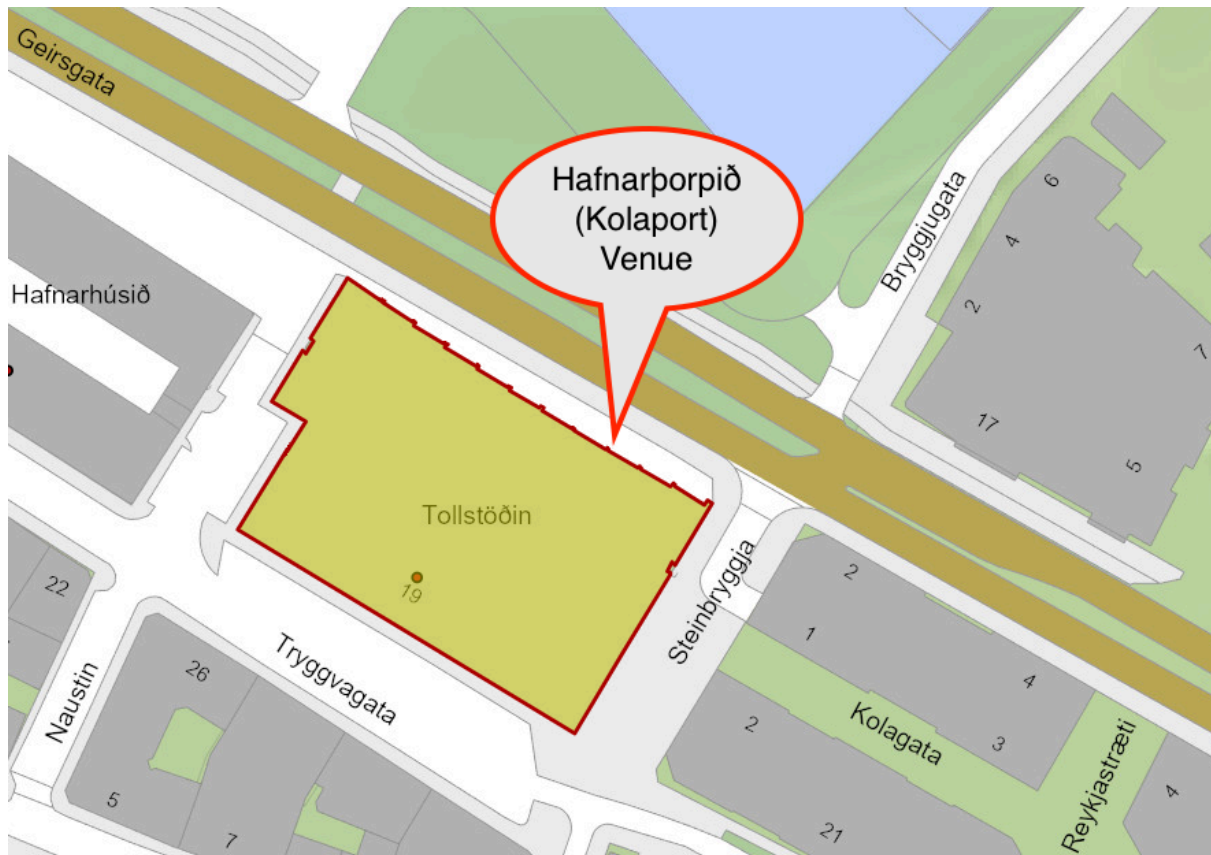 Geirsgata
Hafnarþorpið
(Kolaport)
Venue
Bryggjugata
6
4
2
7
17
5
Hafnarhúsið
Tollstöðin
19
Steinbryggja
2
1
4
3
Kolagata
2
21
Reykjastræti
4
22
Naustin
Tryggvagata
26
5
7